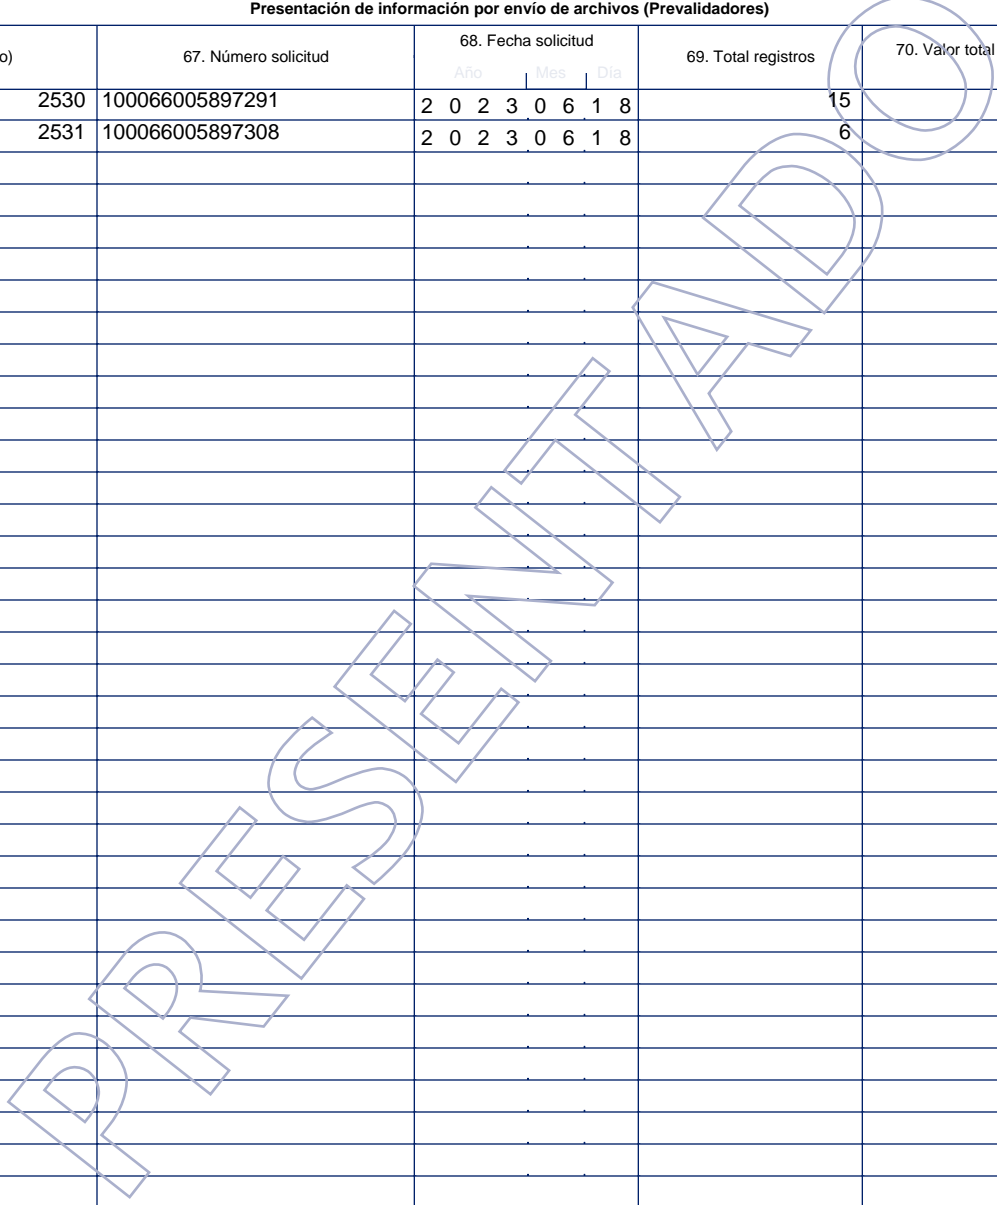 Presentación de información por envío de archivos (Prevalidadores)
o) 67. Número solicitud 68. Fecha solicitud 69. Total registros 70. Valor total
Año Mes Día
2530 100066005897291 2 0 2 3 0 6 1 8 15
2531 100066005897308 2 0 2 3 0 6 1 8 6
PRESENTADO